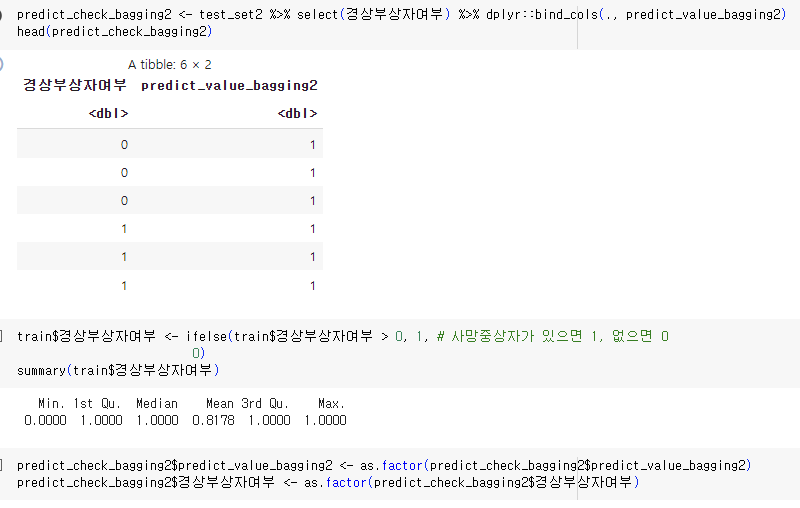 predict_check_bagging2 <- test_set2 %>% select(경상부상자여부) %>% dplyr::bind_cols(., predict_value_bagging2)
head(predict_check_bagging2)
A tibble: 6 × 2
경상부상자여부 predict_value_bagging2
<dbl> <dbl>
0 1
0 1
0 1
1 1
1 1
1 1
train$경상부상자여부 <- ifelse(train$경상부상자여부 > 0, 1, # 사망중상자가 있으면 1, 없으면 0
0)
summary(train$경상부상자여부)
Min. 1st Qu. Median Mean 3rd Qu. Max.
0.0000 1.0000 1.0000 0.8178 1.0000 1.0000
predict_check_bagging2$predict_value_bagging2 <- as.factor(predict_check_bagging2$predict_value_bagging2)
predict_check_bagging2$경상부상자여부 <- as.factor(predict_check_bagging2$경상부상자여부)